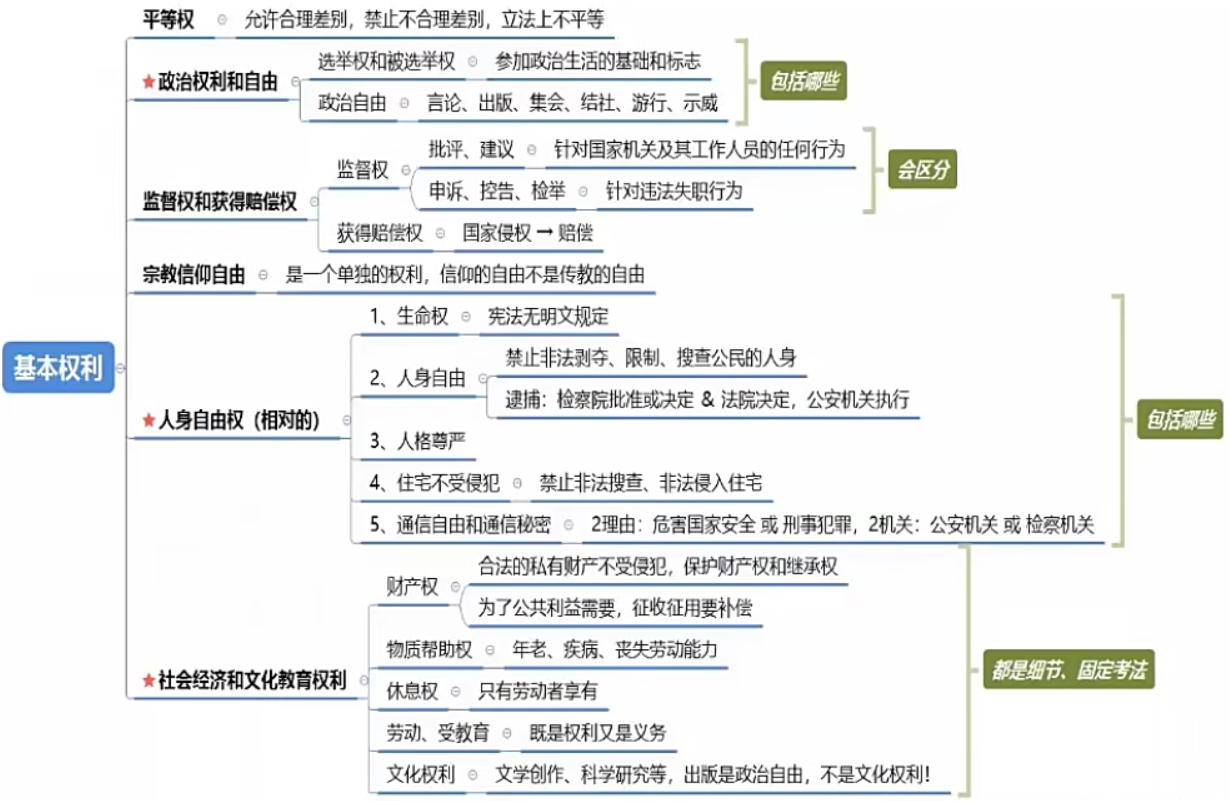 平等权
允许合理差别，禁止不合理差别，立法上不平等
选举权和被选举权
参加政治生活的基础和标志
★政治权利和自由
包括哪些
政治自由
言论、出版、集会、结社、游行、示威
批评、建议
针对国家机关及其工作人员的任何行为
监督权
会区分
申诉、控告、检举
针对违法失职行为
监督权和获得赔偿权
获得赔偿权
国家侵权 → 赔偿
宗教信仰自由
是一个单独的权利，信仰的自由不是传教的自由
1、生命权
宪法无明文规定
基本权利
禁止非法剥夺、限制、搜查公民的人身
2、人身自由
逮捕：检察院批准或决定 & 法院决定，公安机关执行
★人身自由权（相对的）
包括哪些
3、人格尊严
4、住宅不受侵犯
禁止非法搜查、非法侵入住宅
5、通信自由和通信秘密
2理由：危害国家安全 或 刑事犯罪，2机关：公安机关 或 检察机关
合法的私有财产不受侵犯，保护财产权和继承权
财产权
为了公共利益需要，征收征用要补偿
物质帮助权
年老、疾病、丧失劳动能力
★社会经济和文化教育权利
都是细节、固定考法
休息权
只有劳动者享有
劳动、受教育
既是权利又是义务
文化权利
文学创作、科学研究等，出版是政治自由，不是文化权利！